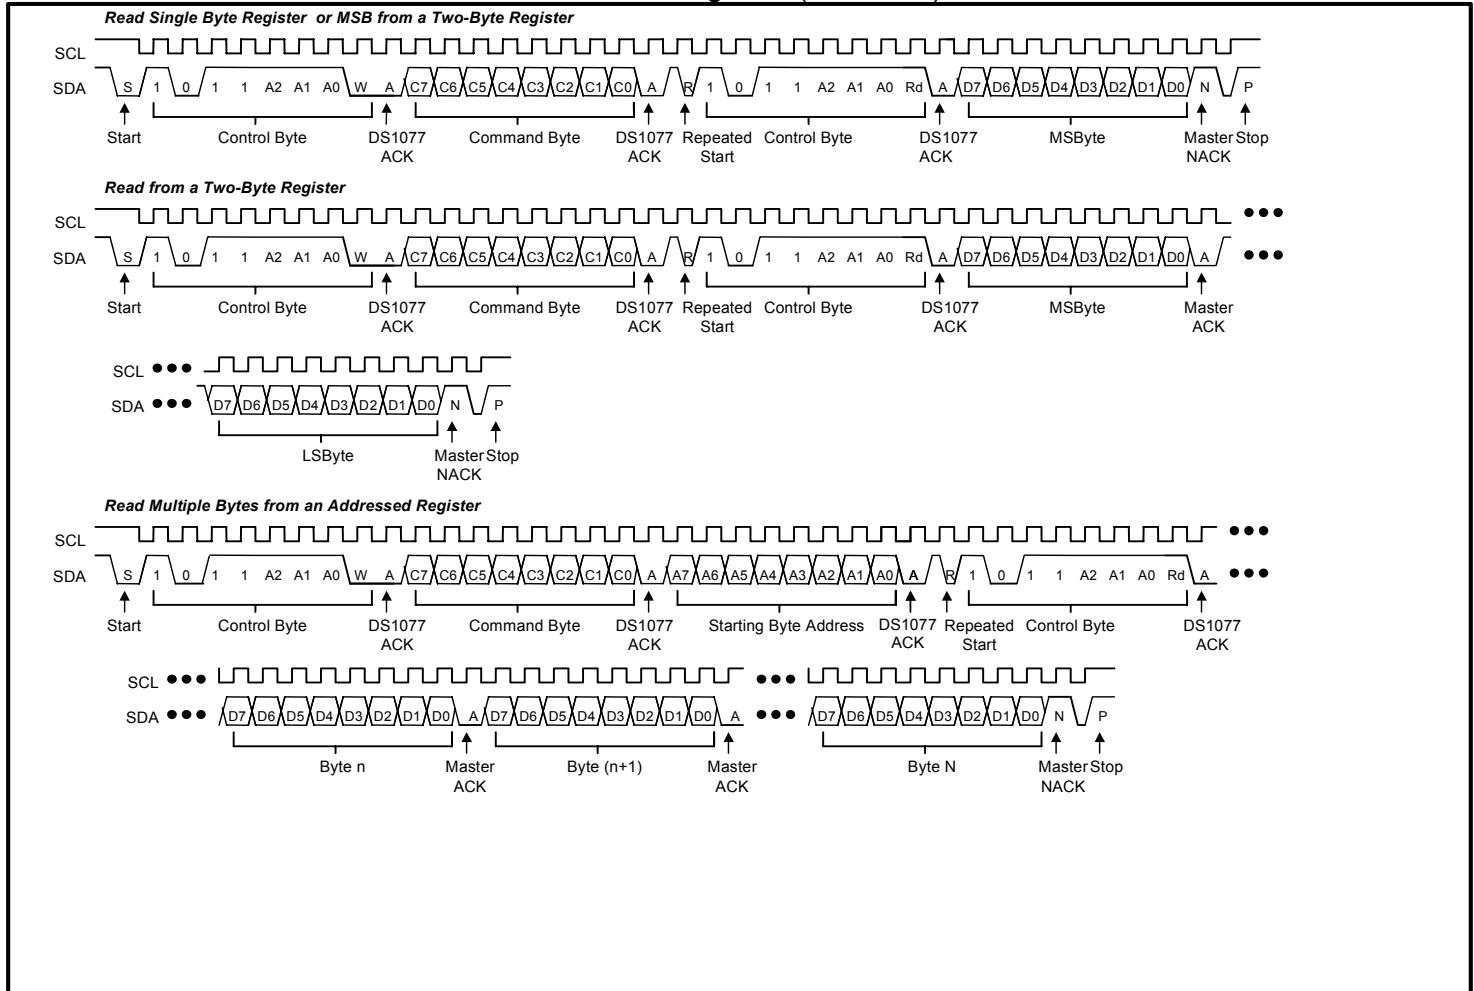 Read Single Byte Register or MSB from a Two-Byte Register
SCL
SDA S 1 0 1 1 A2 A1 A0 W A C7 C6 C5 C4 C3 C2 C1 C0 A R 1 0 1 1 A2 A1 A0 Rd A D7 D6 D5 D4 D3 D2 D1 D0 N P
Start Control Byte DS1077 Command Byte DS1077 Repeated Control Byte DS1077 MSByte Master Stop
ACK ACK Start ACK NACK
Read from a Two-Byte Register
SCL
SDA S 1 0 1 1 A2 A1 A0 W A C7 C6 C5 C4 C3 C2 C1 C0 A R 1 0 1 1 A2 A1 A0 Rd A D7 D6 D5 D4 D3 D2 D1 D0 A
Start Control Byte DS1077 Command Byte DS1077 Repeated Control Byte DS1077 MSByte Master
ACK ACK Start ACK ACK
SCL
SDA D7 D6 D5 D4 D3 D2 D1 D0 N P
LSByte Master Stop
NACK
Read Multiple Bytes from an Addressed Register
SCL
SDA S 1 0 1 1 A2 A1 A0 W A C7 C6 C5 C4 C3 C2 C1 C0 A A7 A6 A5 A4 A3 A2 A1 A0 A R 1 0 1 1 A2 A1 A0 Rd A
Start Control Byte DS1077 Command Byte DS1077 Starting Byte Address DS1077 Repeated Control Byte DS1077
ACK ACK ACK Start ACK
SCL
SDA D7 D6 D5 D4 D3 D2 D1 D0 A D7 D6 D5 D4 D3 D2 D1 D0 A D7 D6 D5 D4 D3 D2 D1 D0 N P
Byte n Master Byte (n+1) Master Byte N Master Stop
ACK ACK NACK